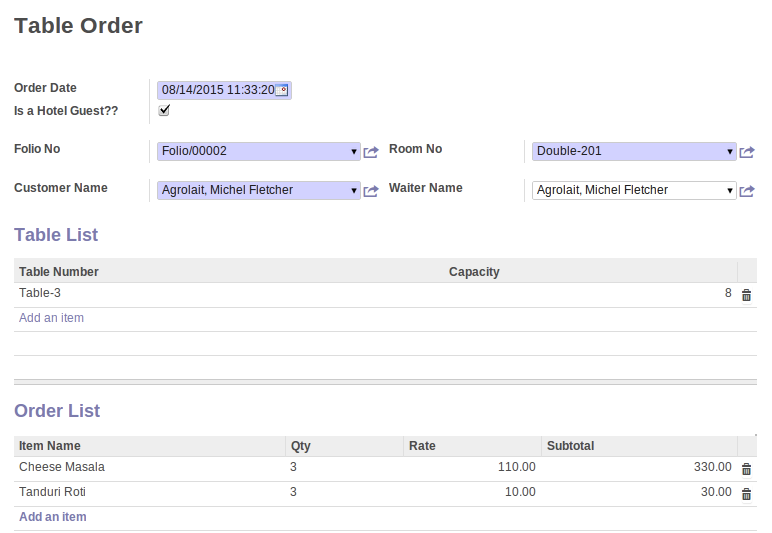 Table Order
Order Date 08/14/2015 11:33:20
Is a Hotel Guest??
Folio No Folio/00002 Room No Double-201
Customer Name Agrolait, Michel Fletcher Waiter Name Agrolait, Michel Fletcher
Table List
Table Number Capacity
Table-3 8
Add an item
Order List
Item Name Qty Rate Subtotal
Cheese Masala 3 110.00 330.00
Tanduri Roti 3 10.00 30.00
Add an item